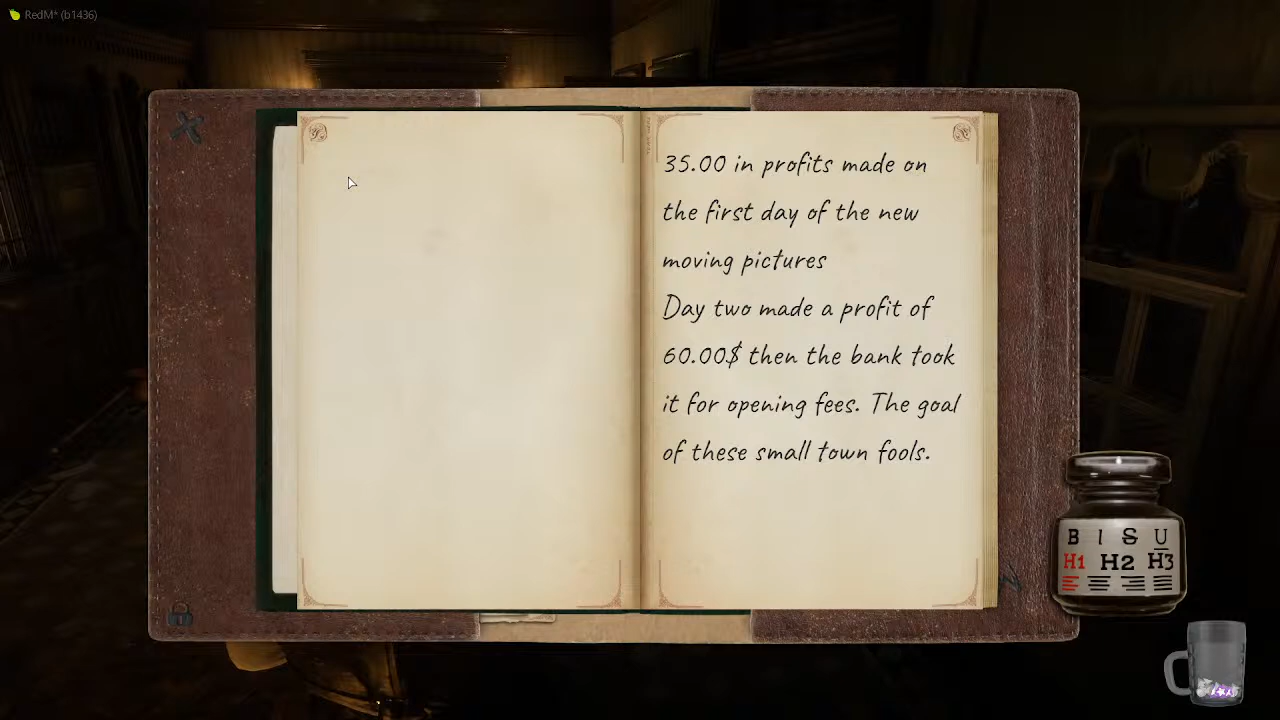 RedM* (b1436)
35.00 in profits made on
the first day of the new
moving pictures
Day two made a profit of
60.00$ then the bank took
it for opening fees. The goal
of these small town fools.
B I S U
H1 H2 H3